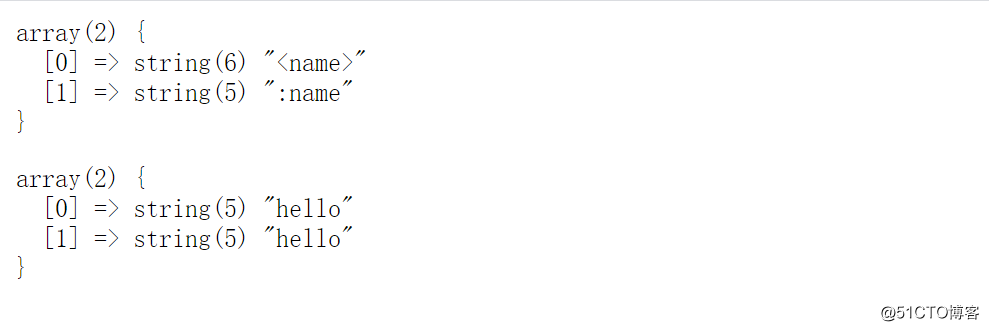 array(2) {
  [0] => string(6) "<name>"
  [1] => string(5) ":name"
}
array(2) {
  [0] => string(5) "hello"
  [1] => string(5) "hello"
}
@51CTO博客